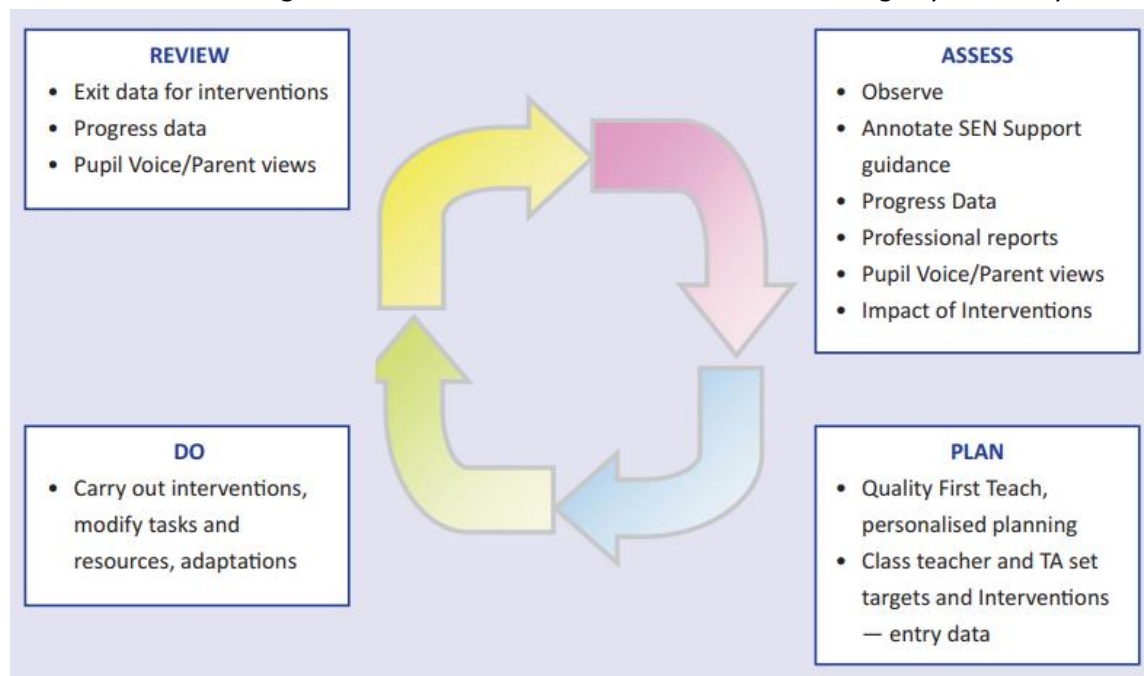 REVIEW
• Exit data for interventions
• Progress data
• Pupil Voice/Parent views
ASSESS
• Observe
• Annotate SEN Support
guidance
• Progress Data
• Professional reports
• Pupil Voice/Parent views
• Impact of Interventions
DO
• Carry out interventions,
modify tasks and
resources, adaptations
PLAN
• Quality First Teach,
personalised planning
• Class teacher and TA set
targets and Interventions
— entry data